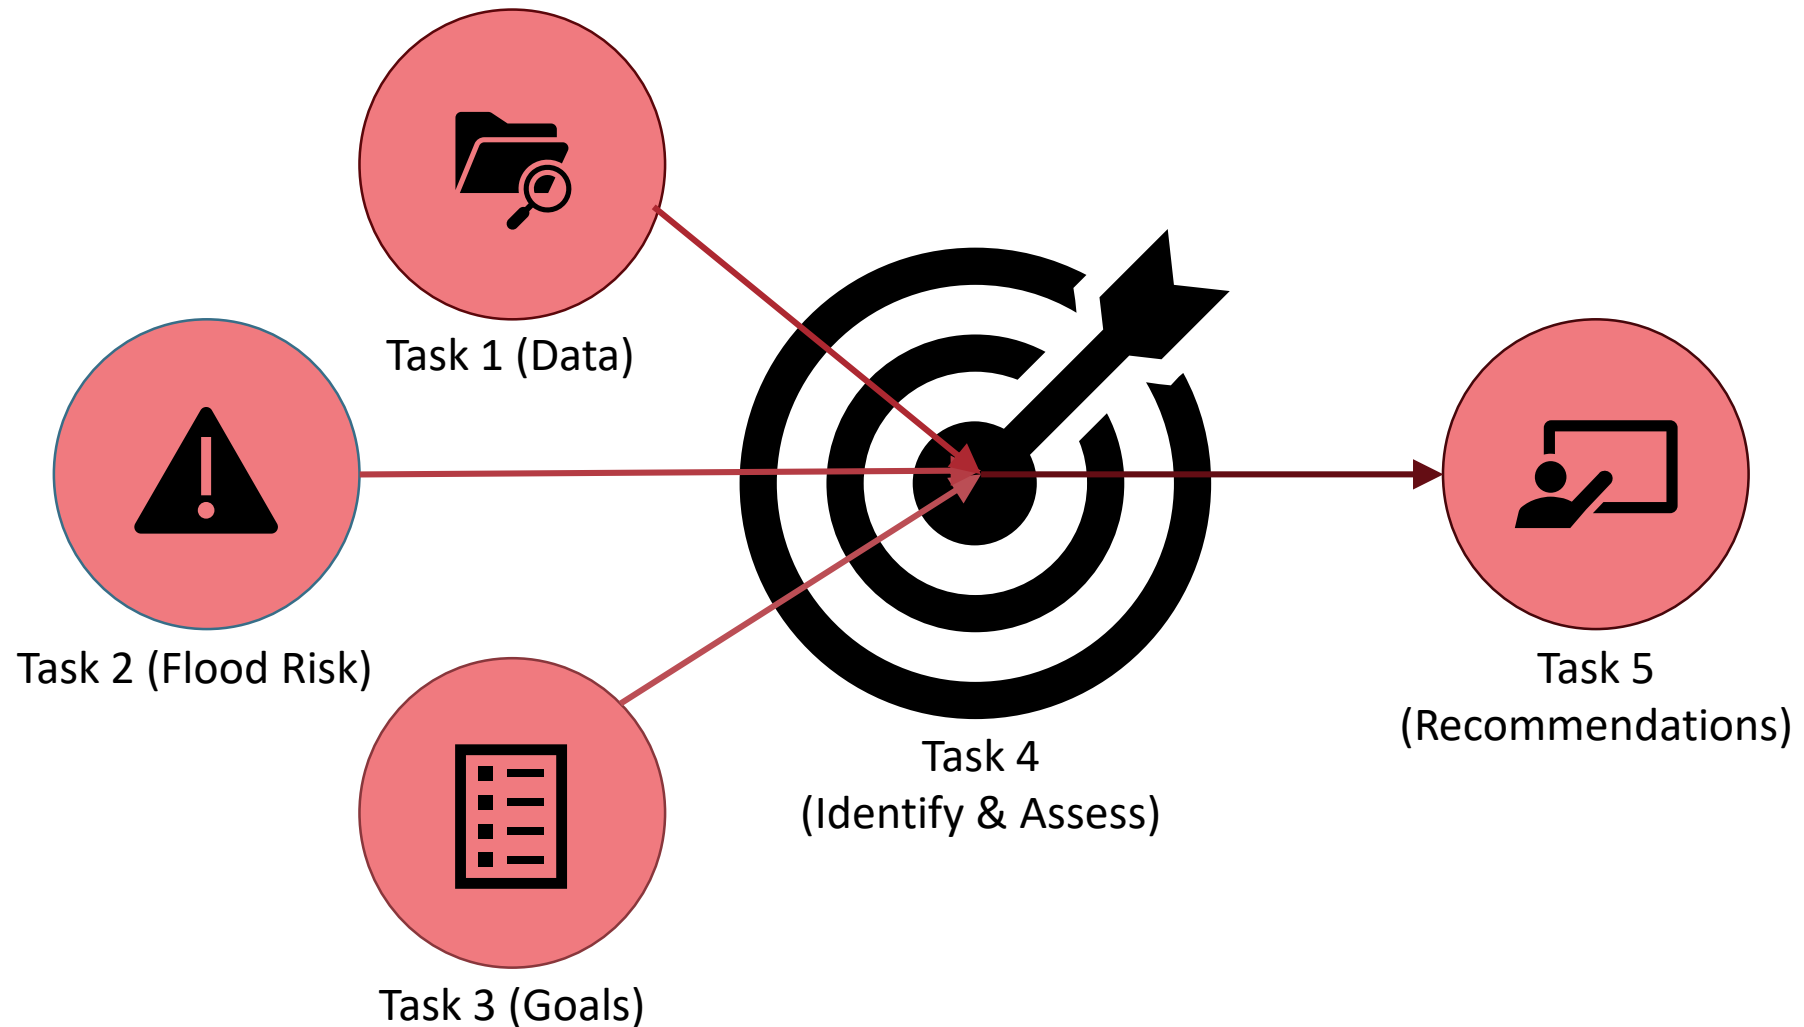 Task 1 (Data)
Task 2 (Flood Risk)
Task 3 (Goals)
Task 4
(Identify & Assess)
Task 5
(Recommendations)